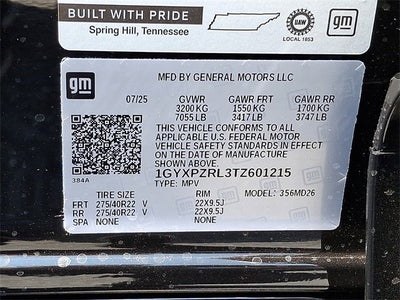 BUILT WITH PRIDE
Spring Hill, Tennessee
UAW
LOCAL 1853
gm
gm
MFD BY GENERAL MOTORS LLC
07/25 GVWR GAWR FRT GAWR RR
3200 KG 1550 KG 1700 KG
7055 LB 3417 LB 3747 LB
THIS VEHICLE CONFORMS TO ALL
APPLICABLE U.S. FEDERAL MOTOR
VEHICLE SAFETY STANDARDS IN EFFECT
ON THE DATE OF MANUFACTURE
SHOWN ABOVE.
1GYXPZRL3TZ601215
TYPE: MPV
384A
TIRE SIZE RIM MODEL: 356MD26
FRT 275/40R22 V 22X9.5J
RR 275/40R22 V 22X9.5J
SPA NONE NONE